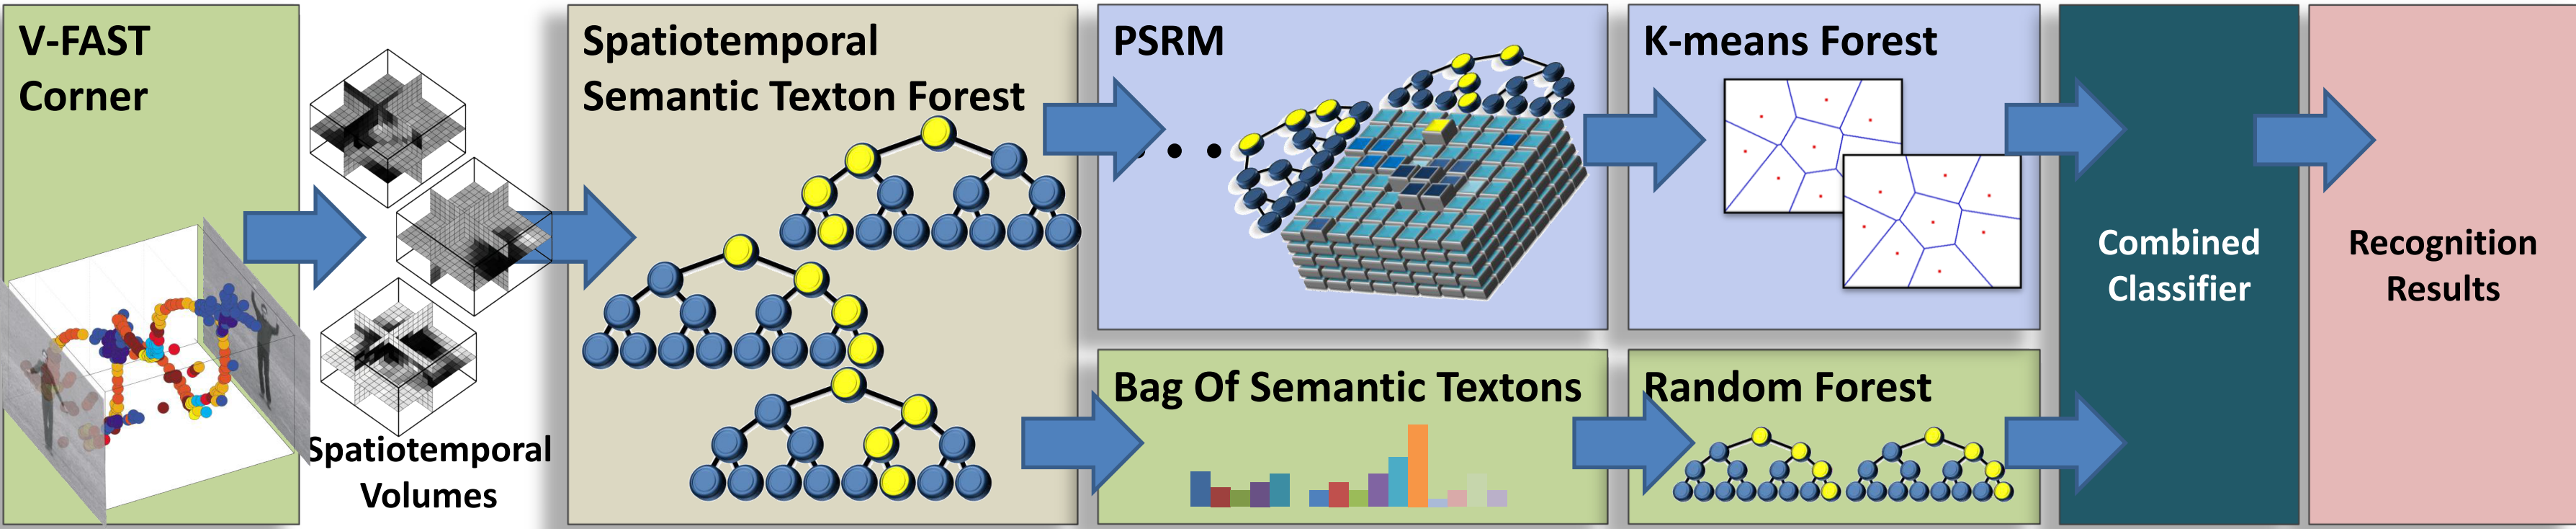 V-FAST
Corner
Spatiotemporal
Volumes
Spatiotemporal
Semantic Texton Forest
PSRM
K-means Forest
Bag Of Semantic Textons
Random Forest
Combined
Classifier
Recognition
Results